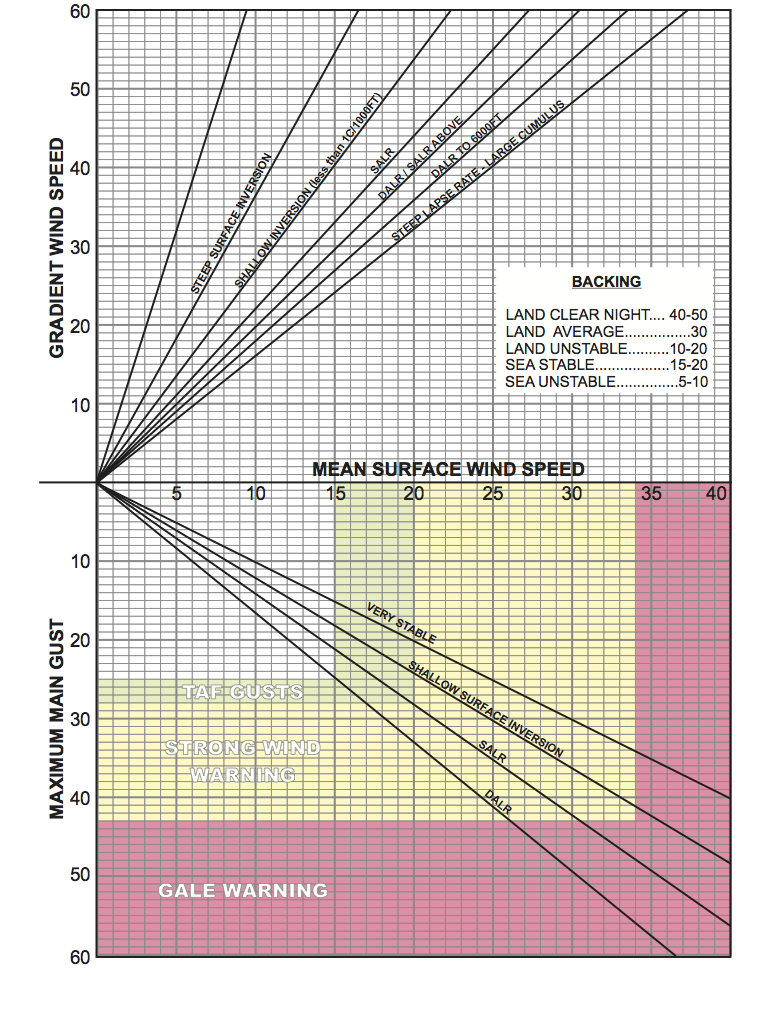 60
50
40
30
20
10
GRADIENT WIND SPEED
STEEP SURFACE INVERSION
SHALLOW INVERSION (less than 1C/1000FT)
SALR
DALR / SALR ABOVE
DALR TO 6000FT
STEEP LAPSE RATE - LARGE CUMULUS
BACKING
LAND CLEAR NIGHT.... 40-50
LAND AVERAGE................30
LAND UNSTABLE..........10-20
SEA STABLE..................15-20
SEA UNSTABLE...............5-10
MEAN SURFACE WIND SPEED
5 10 15 20 25 30 35 40
10
20
30
40
50
60
MAXIMUM MAIN GUST
VERY STABLE
SHALLOW SURFACE INVERSION
SALR
DALR
TAF GUSTS
STRONG WIND
WARNING
GALE WARNING